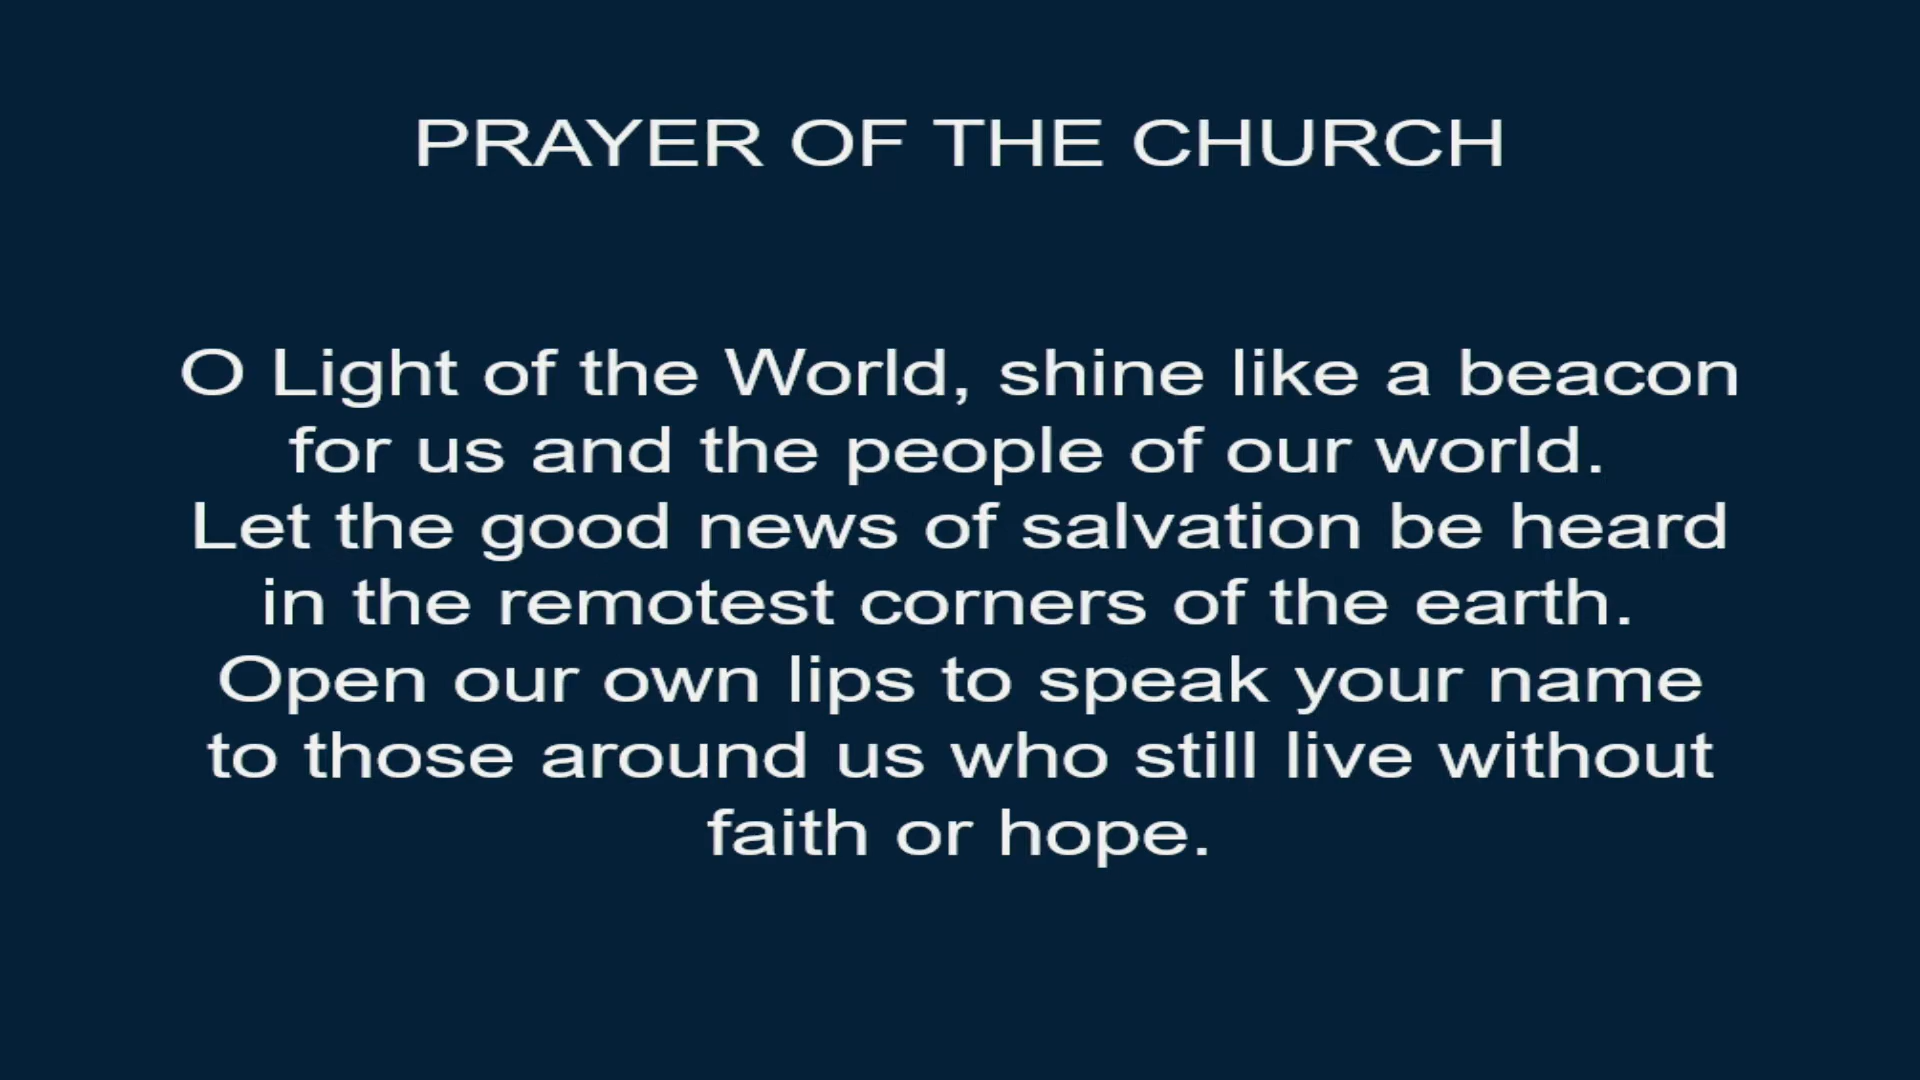 PRAYER OF THE CHURCH
O Light of the World, shine like a beacon
for us and the people of our world.
Let the good news of salvation be heard
in the remotest corners of the earth.
Open our own lips to speak your name
to those around us who still live without
faith or hope.